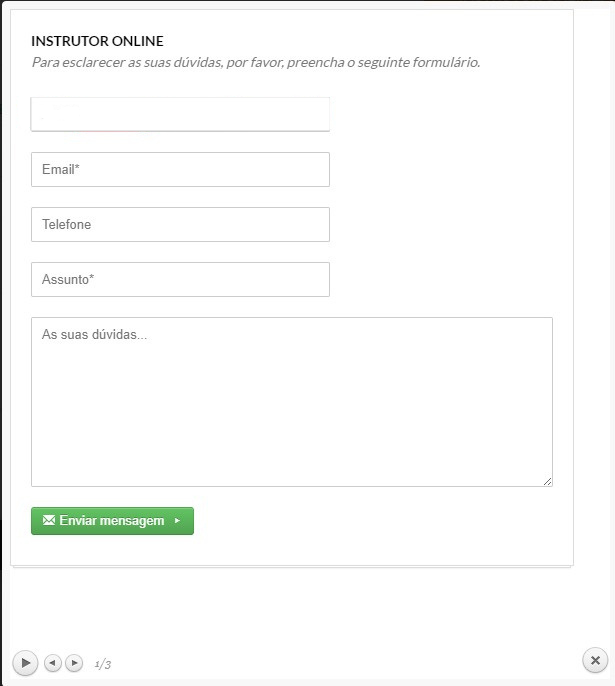 INSTRUTOR ONLINE
Para esclarecer as suas dúvidas, por favor, preencha o seguinte formulário.
Email*
Telefone
Assunto*
As suas dúvidas...
Enviar mensagem
1/3